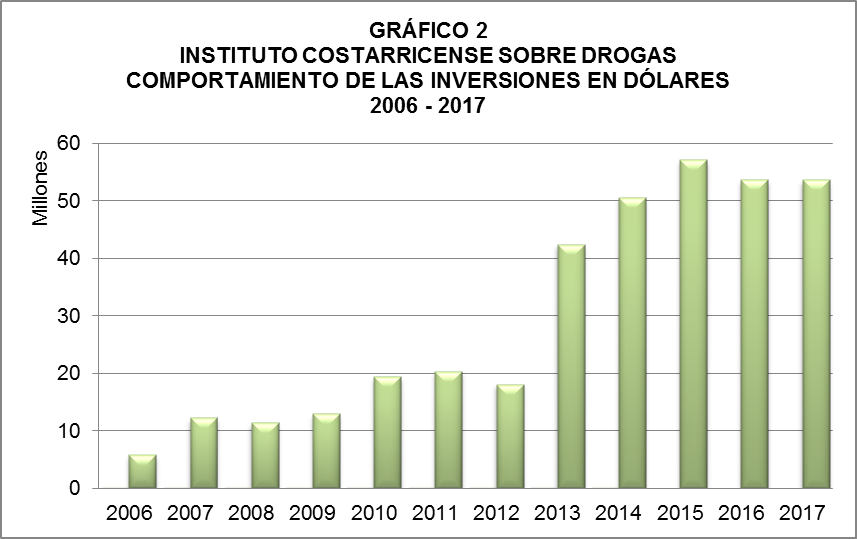 GRÁFICO 2
INSTITUTO COSTARRICENSE SOBRE DROGAS
COMPORTAMIENTO DE LAS INVERSIONES EN DÓLARES
2006 - 2017
Millones
60
50
40
30
20
10
0
2006 2007 2008 2009 2010 2011 2012 2013 2014 2015 2016 2017